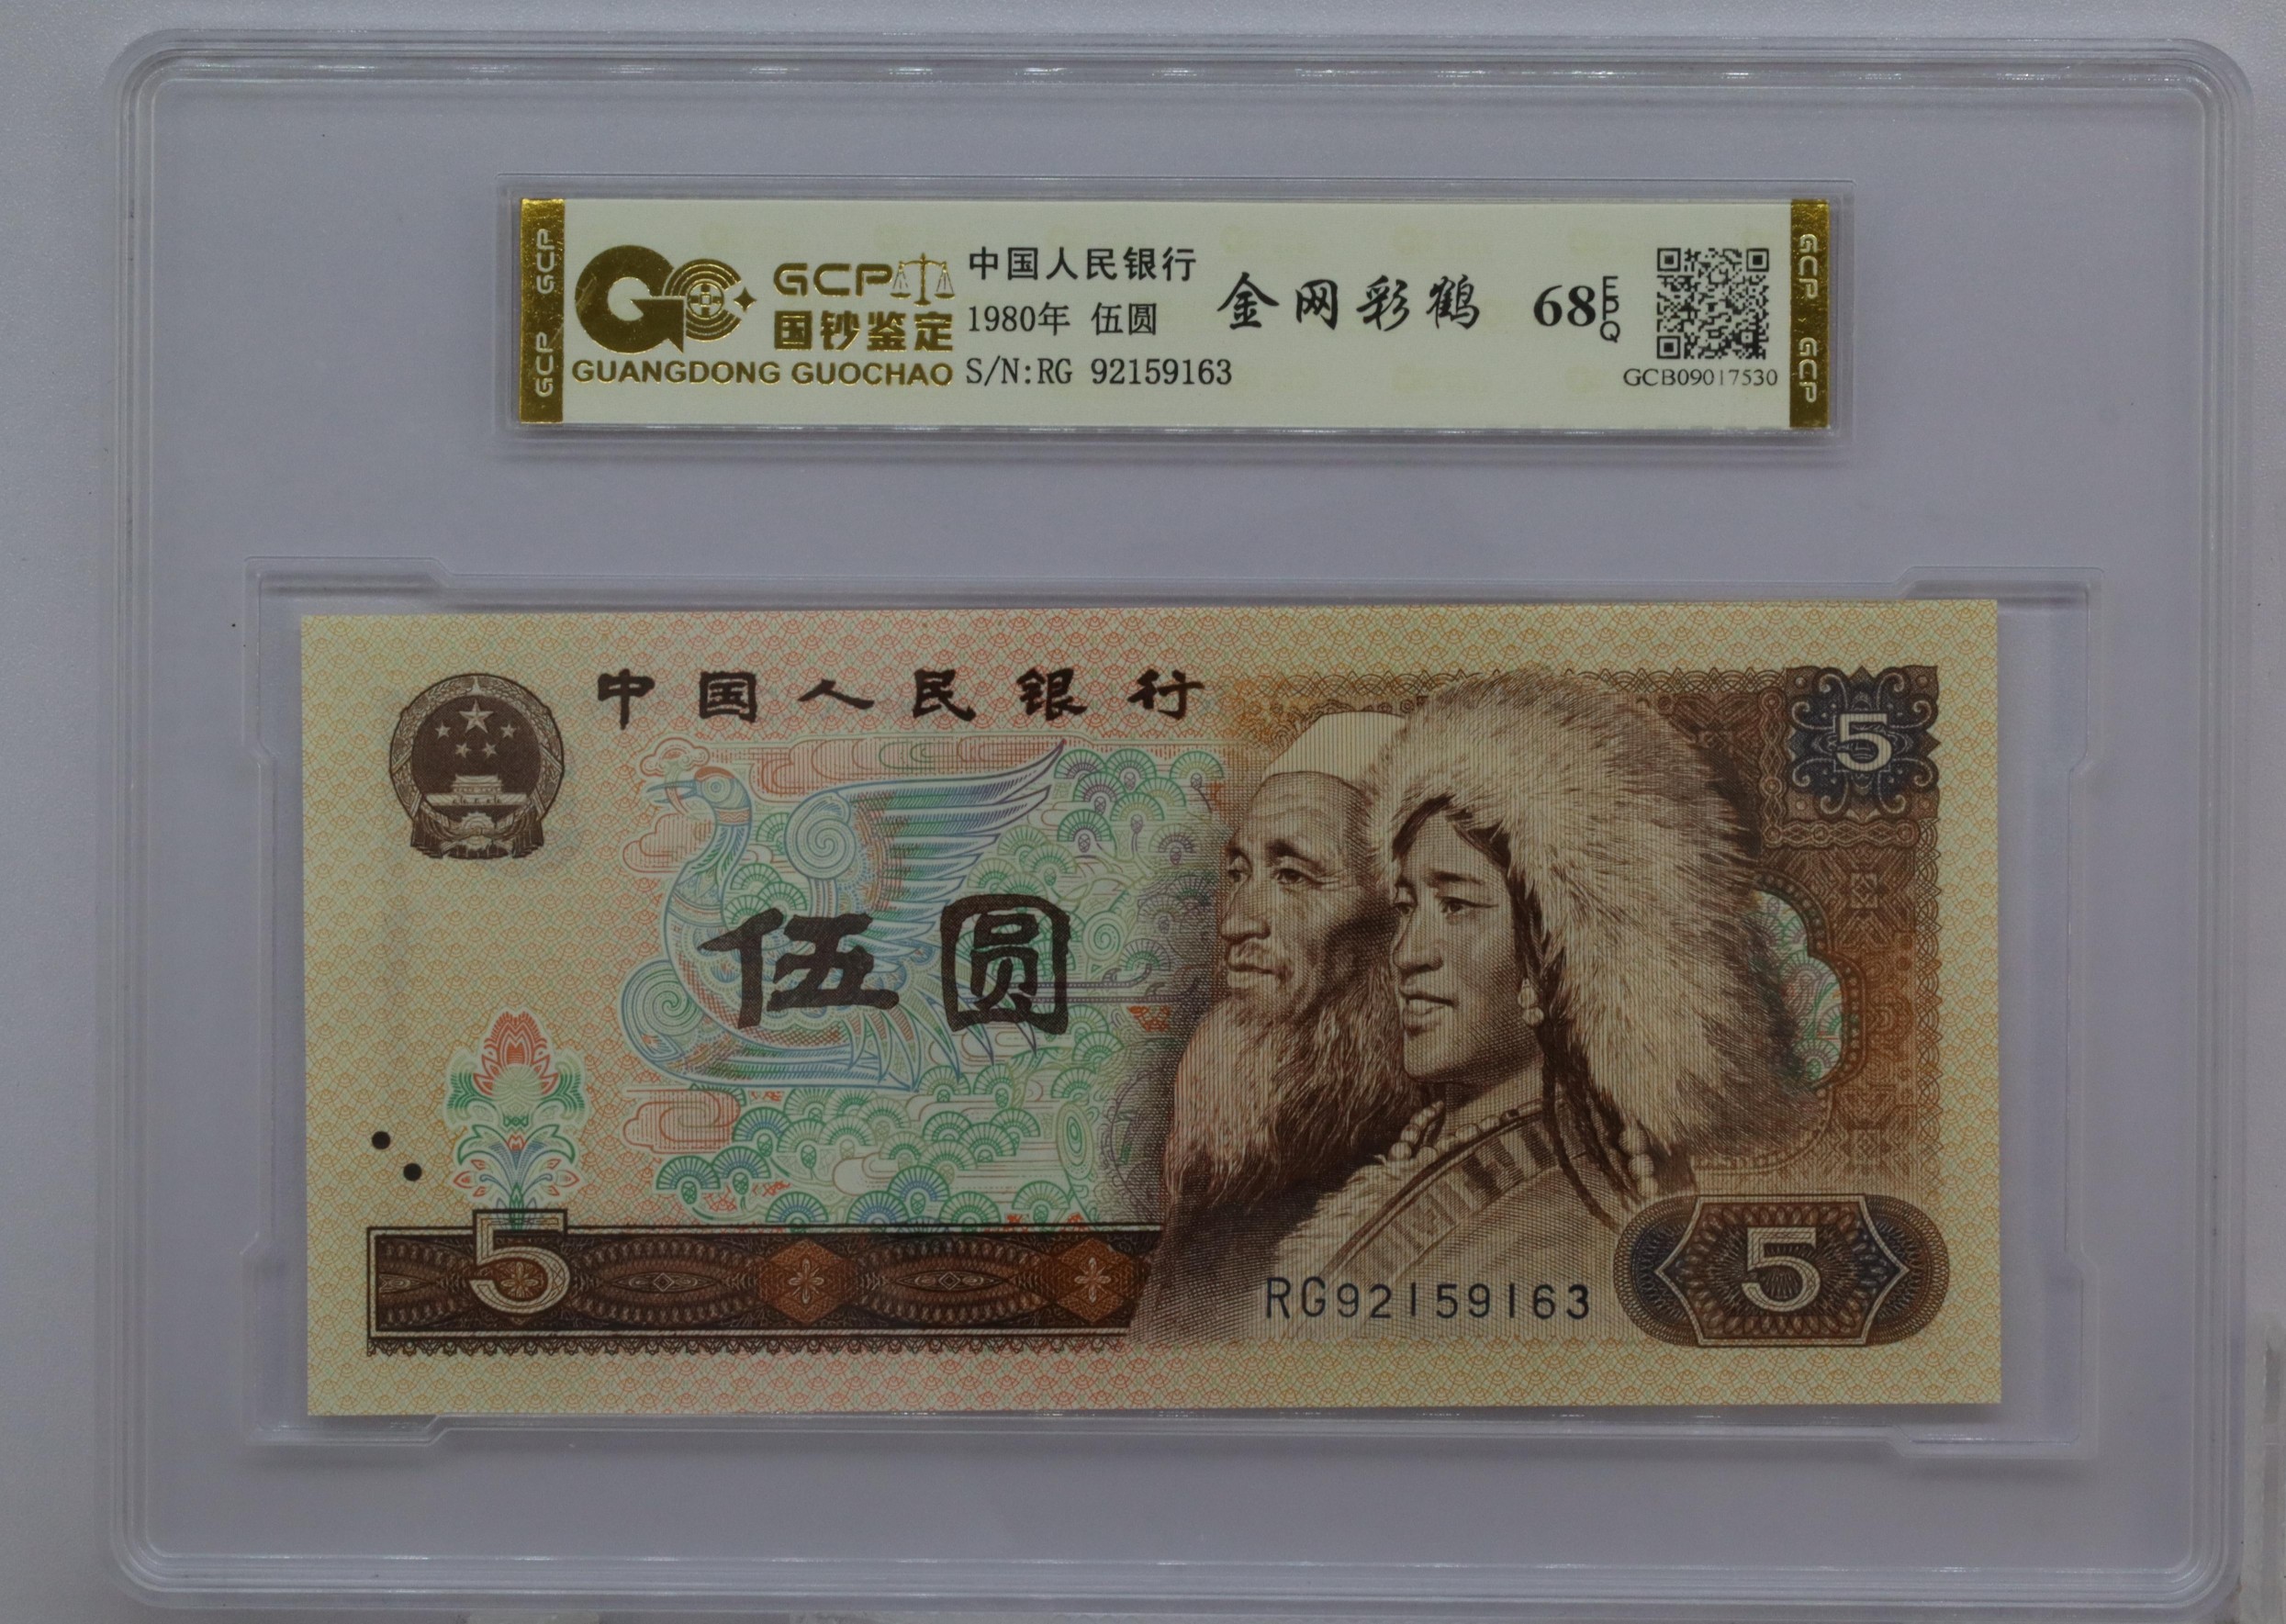 GCP GCP
GCP
国钞鉴定
GUANGDONG GUOCHAO
中国人民银行
1980年 伍圆
S/N:RG 92159163
金网彩鹤
68 EPQ
GCB09017530
GCP GCP
中国人民银行
5
伍圆
5
RG92159163
5